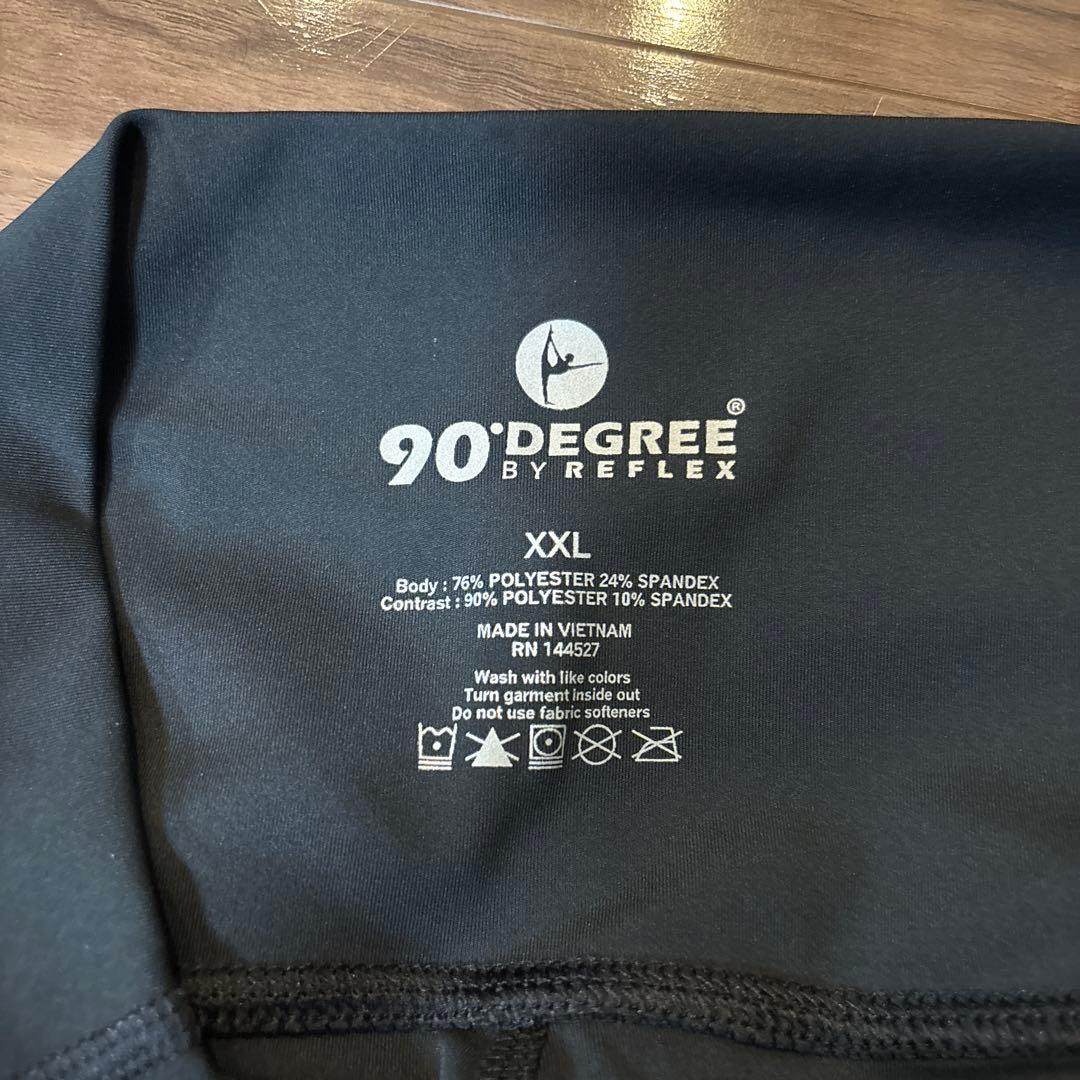 90°DEGREE®
BY REFLEX
XXL
Body : 76% POLYESTER 24% SPANDEX
Contrast : 90% POLYESTER 10% SPANDEX
MADE IN VIETNAM
RN 144527
Wash with like colors
Turn garment inside out
Do not use fabric softeners